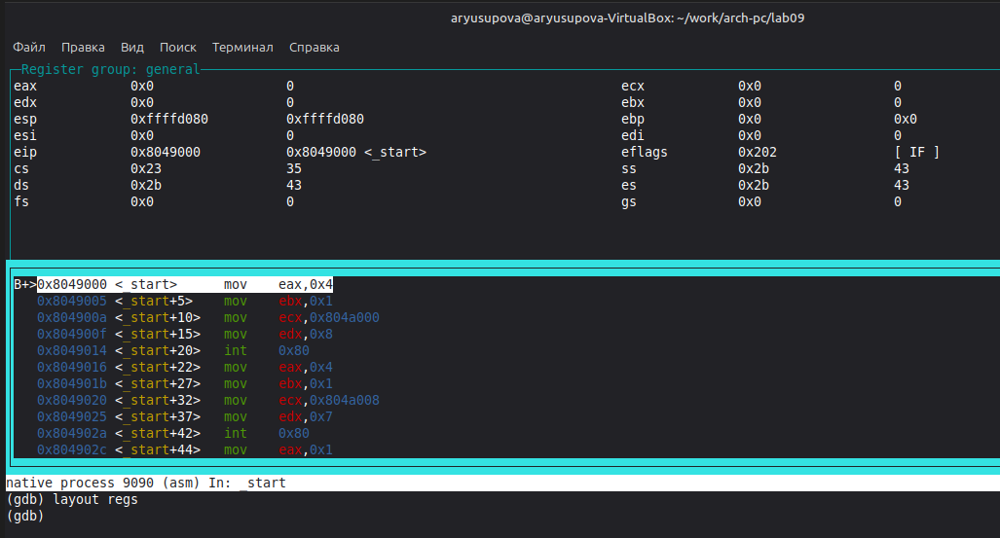 aryusupova@aryusupova-VirtualBox: ~/work/arch-pc/lab09
Файл Правка Вид Поиск Терминал Справка
Register group: general
eax 0x0 0 ecx 0x0 0
edx 0x0 0 ebx 0x0 0
esp 0xffffd080 0xffffd080 ebp 0x0 0x0
esi 0x0 0 edi 0x0 0
eip 0x8049000 0x8049000 <_start> eflags 0x202 [ IF ]
cs 0x23 35 ss 0x2b 43
ds 0x2b 43 es 0x2b 43
fs 0x0 0 gs 0x0 0
B+>0x8049000 <_start> mov eax,0x4
0x8049005 <_start+5> mov ebx,0x1
0x804900a <_start+10> mov ecx,0x804a000
0x804900f <_start+15> mov edx,0x8
0x8049014 <_start+20> int 0x80
0x8049016 <_start+22> mov eax,0x4
0x804901b <_start+27> mov ebx,0x1
0x8049020 <_start+32> mov ecx,0x804a008
0x8049025 <_start+37> mov edx,0x7
0x804902a <_start+42> int 0x80
0x804902c <_start+44> mov eax,0x1
native process 9090 (asm) In: _start
(gdb) layout regs
(gdb)